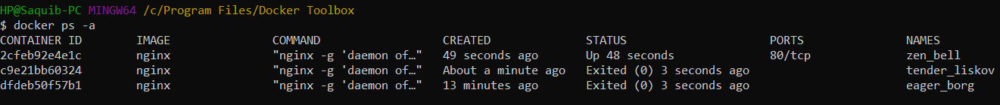 HP@Saquib-PC MINGW64 /c/Program Files/Docker Toolbox
$ docker ps -a
CONTAINER ID IMAGE COMMAND CREATED STATUS PORTS NAMES
2cfeb92e4e1c nginx "nginx -g 'daemon of…" 49 seconds ago Up 48 seconds 80/tcp zen_bell
c9e21bb60324 nginx "nginx -g 'daemon of…" About a minute ago Exited (0) 3 seconds ago tender_liskov
dfdeb50f57b1 nginx "nginx -g 'daemon of…" 13 minutes ago Exited (0) 3 seconds ago eager_borg